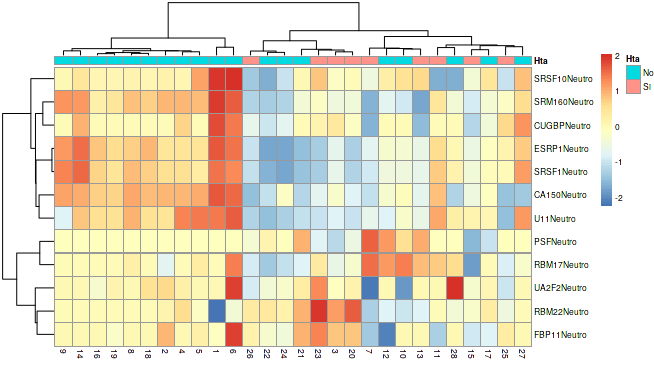 Hta
SRSF10Neutro
SRM160Neutro
CUGBPNeutro
ESRP1Neutro
SRSF1Neutro
CA150Neutro
U11Neutro
PSFNeutro
RBM17Neutro
UA2F2Neutro
RBM22Neutro
FBP11Neutro
9 14 16 19 8 18 2 4 5 1 6 26 22 24 21 23 3 20 7 12 10 13 11 28 15 17 25 27
2
1
0
-1
-2
Hta
No
SI